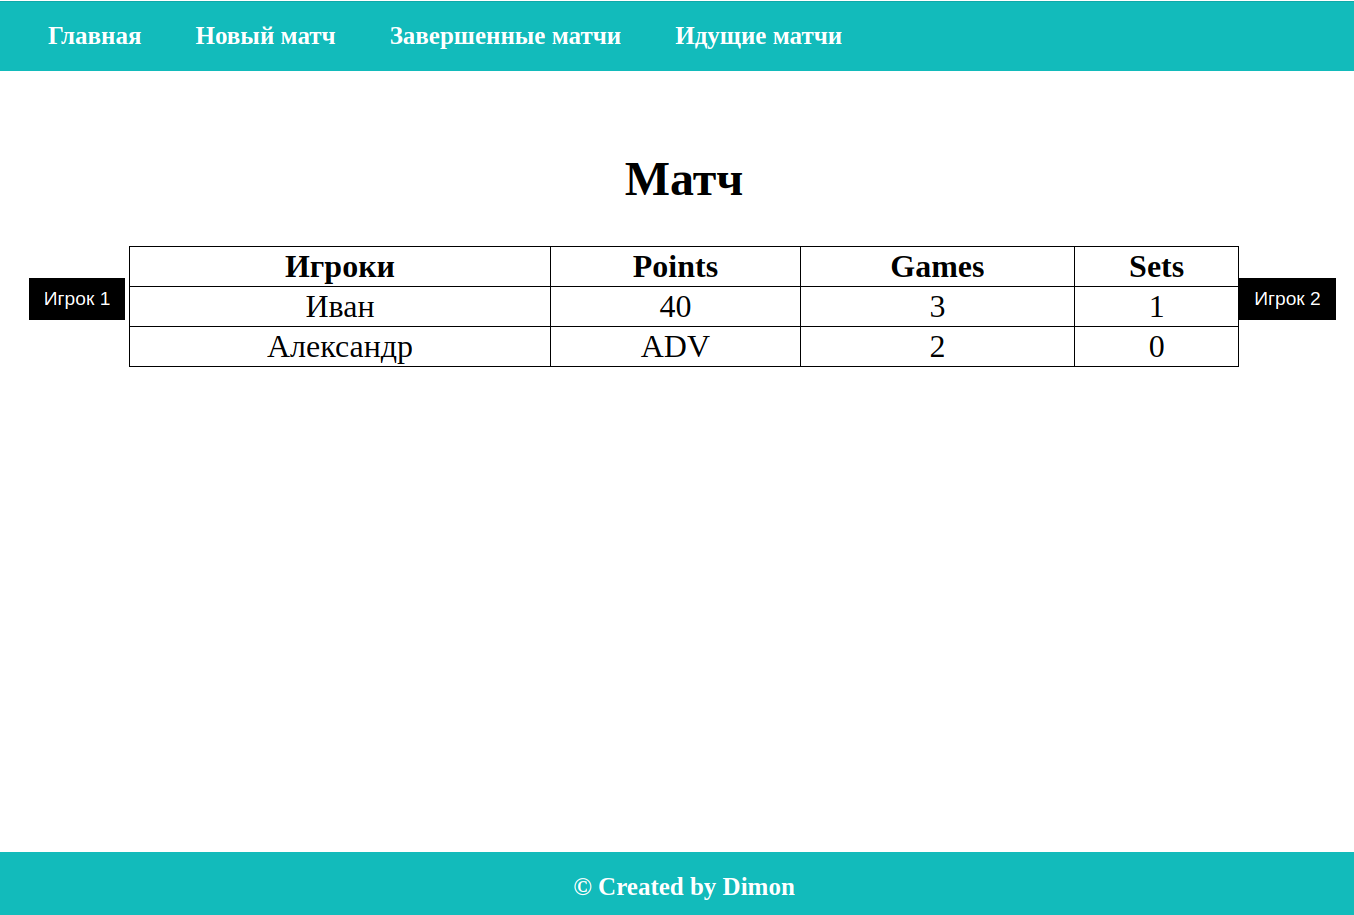 Главная Новый матч Завершенные матчи Идущие матчи
Матч
Игроки Points Games Sets
Игрок 1
Игрок 2
Иван 40 3 1
Александр ADV 2 0
© Created by Dimon